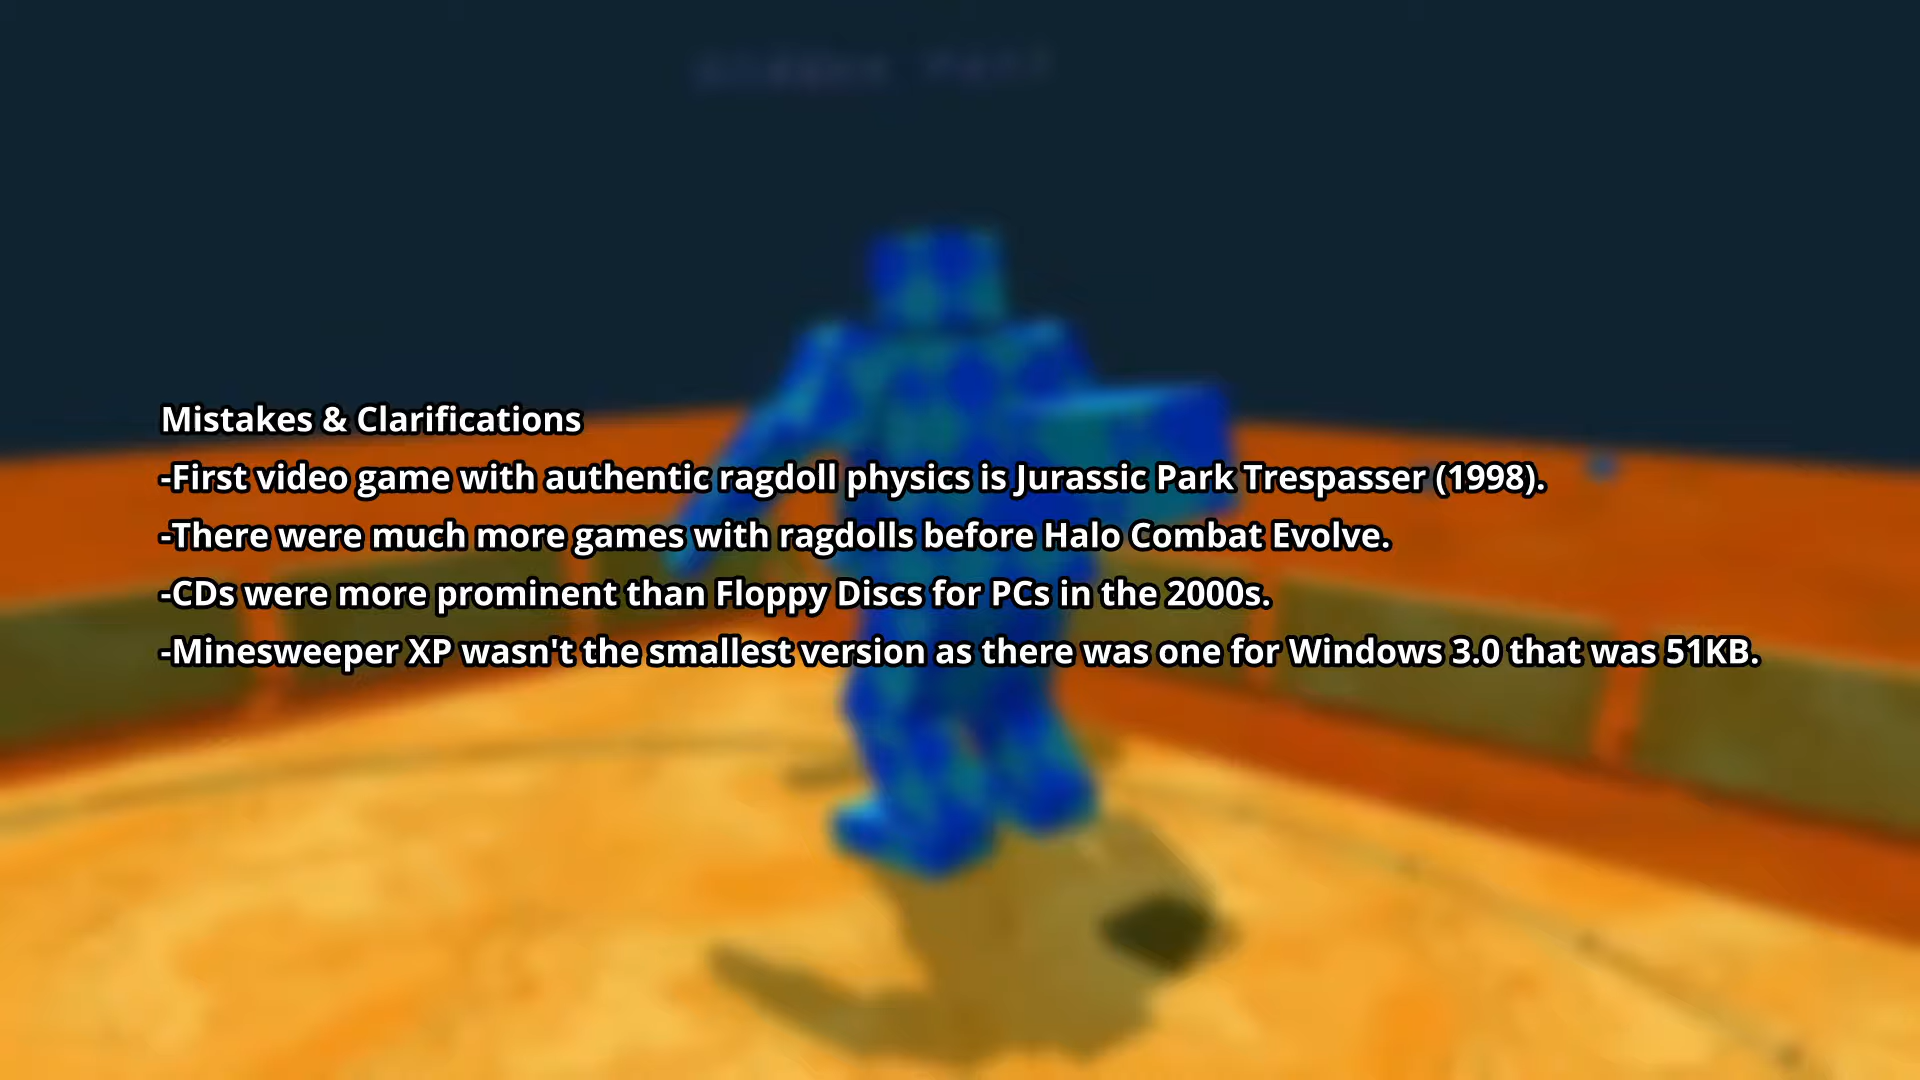 Mistakes & Clarifications
-First video game with authentic ragdoll physics is Jurassic Park Trespasser (1998).
-There were much more games with ragdolls before Halo Combat Evolve.
-CDs were more prominent than Floppy Discs for PCs in the 2000s.
-Minesweeper XP wasn't the smallest version as there was one for Windows 3.0 that was 51KB.